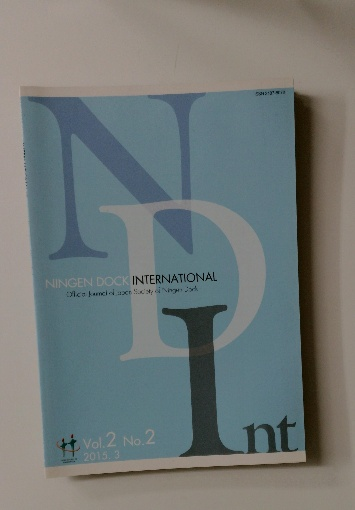 N
D
NINGEN DOCK INTERNATIONAL
Official Journal of Japan Society of Ningen Dock
Int
Vol.2 No.2
2015. 3